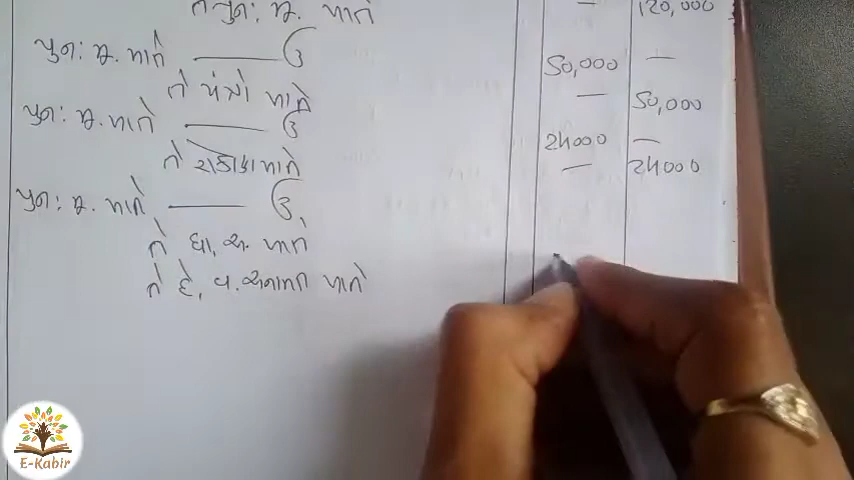 તે પુનઃ મૂ. ખાતે — 120,000
પુનઃ મૂ. ખાતે ——— ઉ 50,000 —
તે યંત્રો ખાતે — 50,000
પુનઃ મૂ. ખાતે ——— ઉ 24000 —
તે રોકાણ ખાતે — 24000
પુનઃ મૂ. ખાતે ——— ઉ.
તે ઘા. અ. ખાતે
તે દે. વ. અનામત ખાતે
E-Kabir